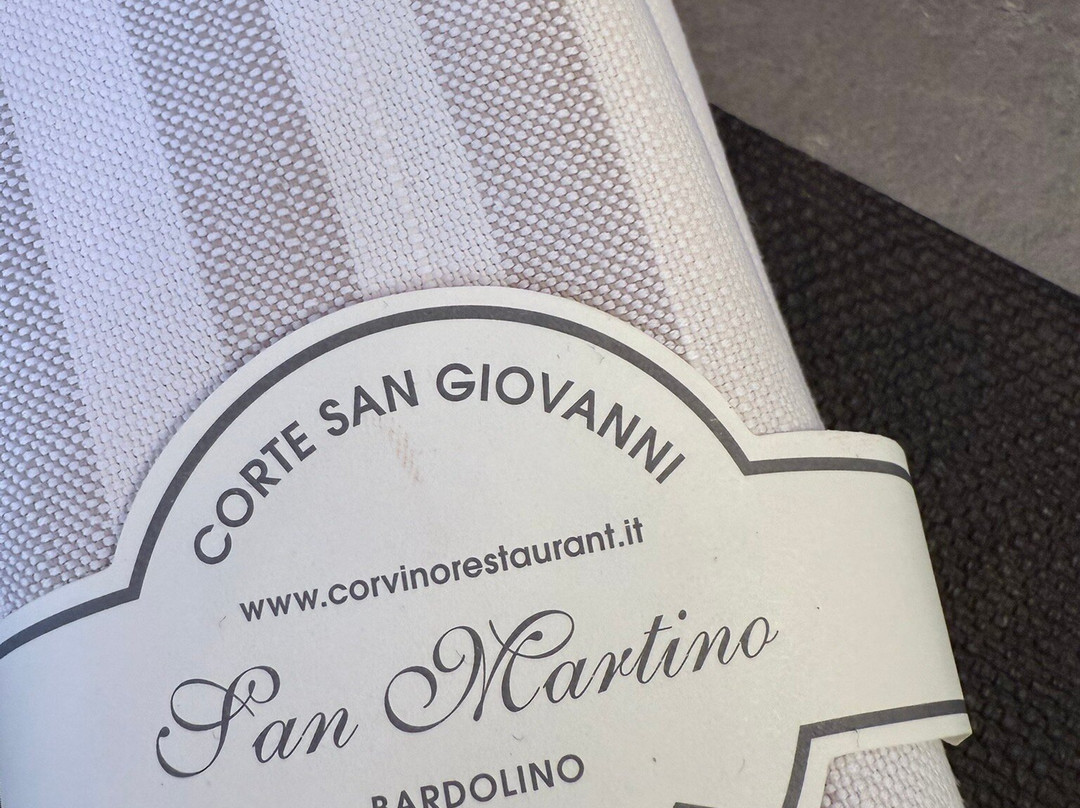 CORTE SAN GIOVANNI
www.corvinorestaurant.it
San Martino
BARDOLINO